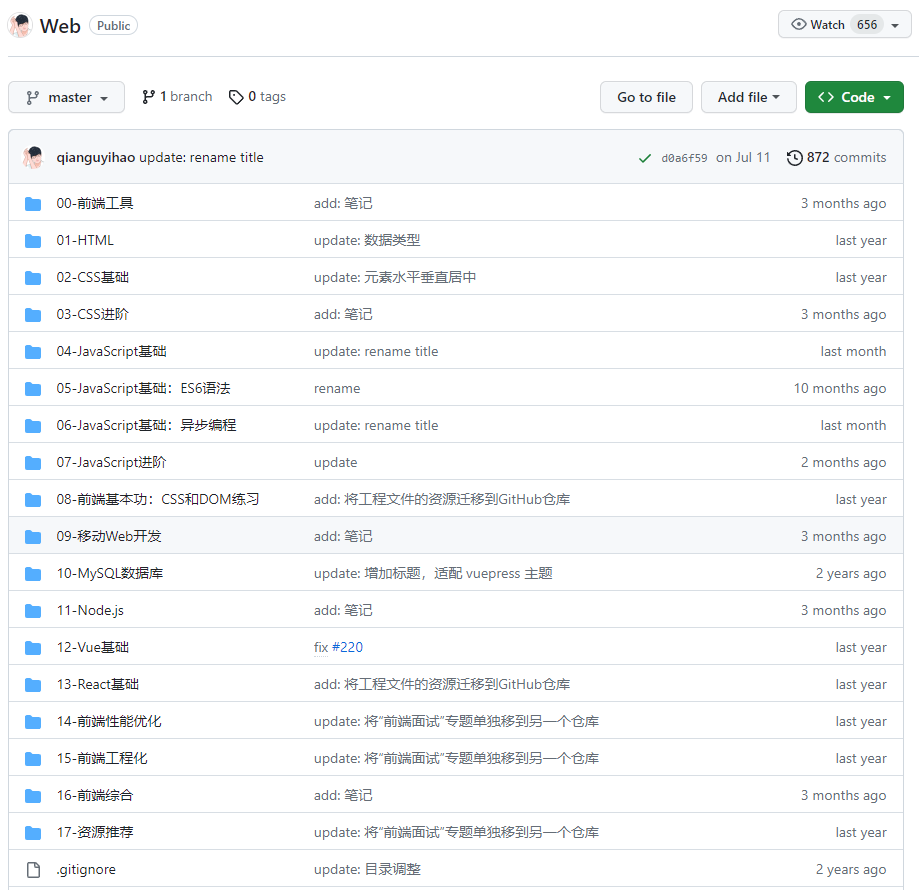 Web Public Watch 656
master 1 branch 0 tags Go to file Add file Code
qianguyihao update: rename title d0a6f59 on Jul 11 872 commits
00-前端工具 add: 笔记 3 months ago
01-HTML update: 数据类型 last year
02-CSS基础 update: 元素水平垂直居中 last year
03-CSS进阶 add: 笔记 3 months ago
04-JavaScript基础 update: rename title last month
05-JavaScript基础：ES6语法 rename 10 months ago
06-JavaScript基础：异步编程 update: rename title last month
07-JavaScript进阶 update 2 months ago
08-前端基本功：CSS和DOM练习 add: 将工程文件的资源迁移到GitHub仓库 last year
09-移动Web开发 add: 笔记 3 months ago
10-MySQL数据库 update: 增加标题，适配 vuepress 主题 2 years ago
11-Node.js add: 笔记 3 months ago
12-Vue基础 fix #220 last year
13-React基础 add: 将工程文件的资源迁移到GitHub仓库 last year
14-前端性能优化 update: 将“前端面试”专题单独移到另一个仓库 last year
15-前端工程化 update: 将“前端面试”专题单独移到另一个仓库 last year
16-前端综合 add: 笔记 3 months ago
17-资源推荐 update: 将“前端面试”专题单独移到另一个仓库 last year
.gitignore update: 目录调整 2 years ago